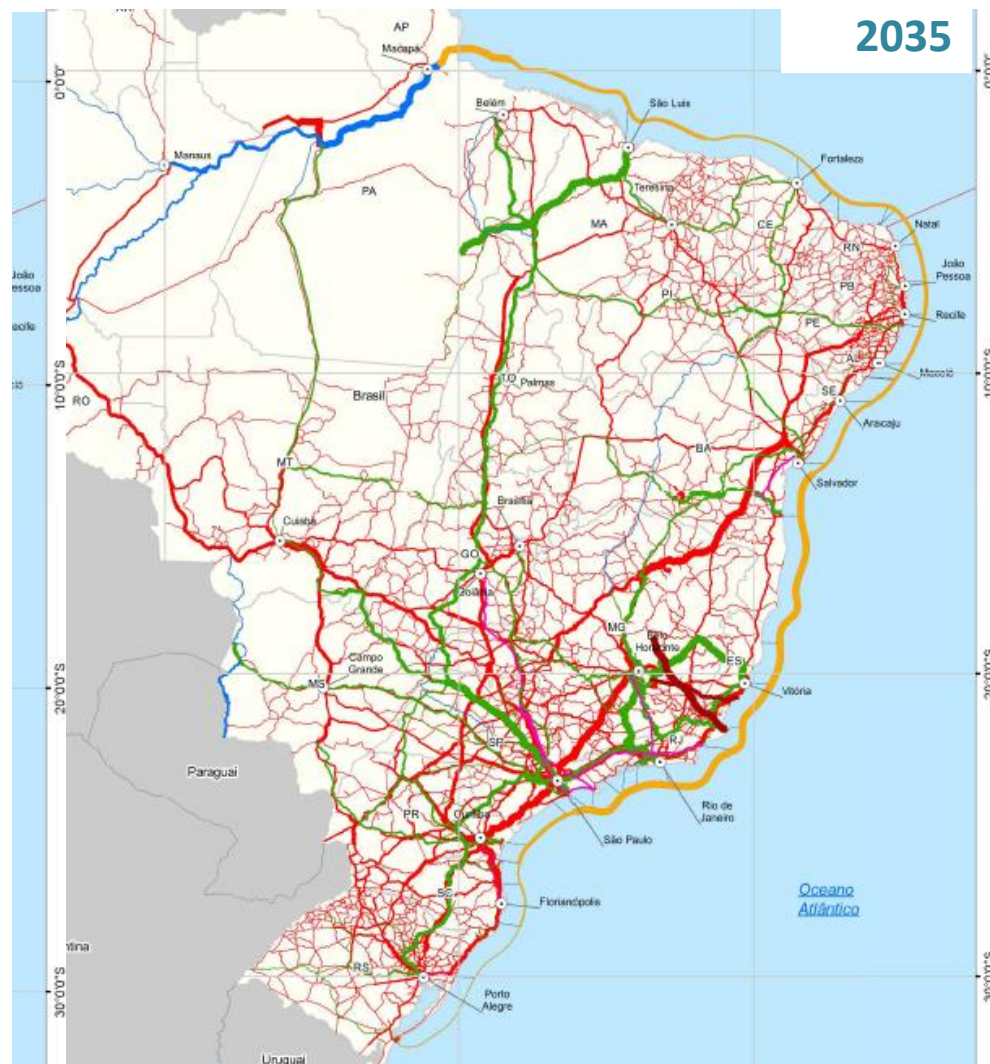 2035
AP
Macapá
0°0'0"
Belém
São Luis
Manaus
Fortaleza
Teresina
PA
MA
CE
Natal
RN
João
Pessoa
João
Pessoa
PB
PI
Recife
PE
AL
10°0'0"S
TO
Palmas
Maceió
Brasil
SE
RO
Aracaju
BA
MT
Salvador
Brasília
Cuiabá
GO
Goiânia
MG
Belo
Horizonte
Campo
Grande
ES
MS
20°0'0"S
Vitória
SP
RJ
Paraguai
Rio de
Janeiro
PR
Curitiba
São Paulo
SC
Florianópolis
Oceano
Atlântico
RS
Porto
Alegre
30°0'0"S
Uruguai